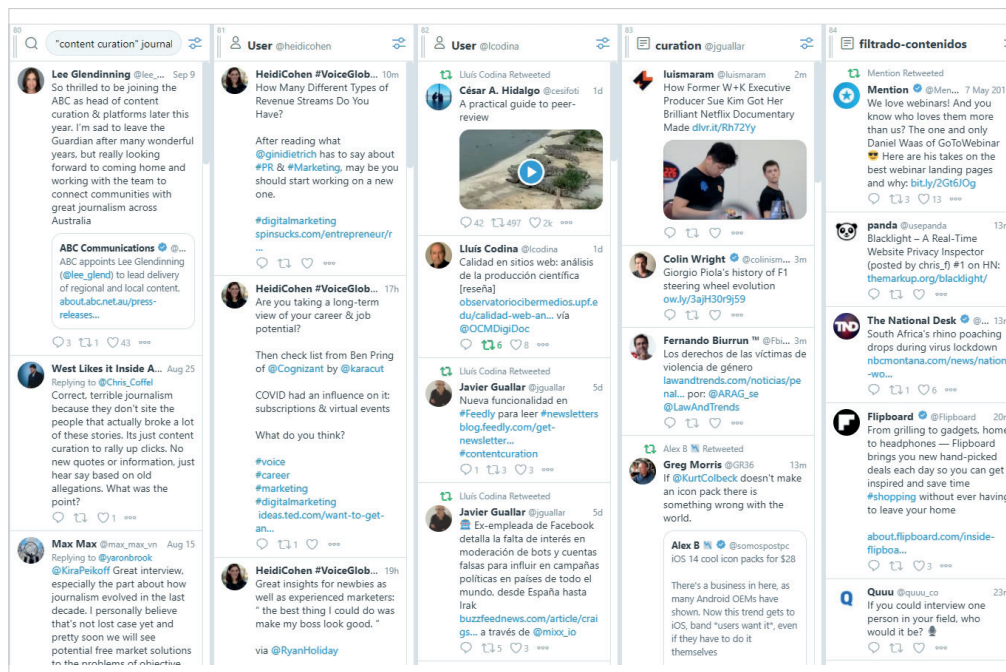 80
"content curation" journal
Lee Glendinning @lee_... Sep 9
So thrilled to be joining the
ABC as head of content
curation & platforms later this
year. I'm sad to leave the
Guardian after many wonderful
years, but really looking
forward to coming home and
working with the team to
connect communities with
great journalism across
Australia
ABC Communications @...
ABC appoints Lee Glendinning
(@lee_glend) to lead delivery
of regional and local content.
about.abc.net.au/press-
releases...
3 1 43
West Likes it Inside A... Aug 25
Replying to @Chris_Coffel
Correct, terrible journalism
because they don't site the
people that actually broke a lot
of these stories. Its just content
curation to rally up clicks. No
new quotes or information, just
hear say based on old
allegations. What was the
point?
1
Max Max @max_max_vn Aug 15
Replying to @yaronbrook
@KiraPeikoff Great interview,
especially the part about how
journalism evolved in the last
decade. I personally believe
that's not lost case yet and
pretty soon we will see
potential free market solutions
to the problems of objective
81
User @heidicohen
HeidiCohen #VoiceGlob... 10m
How Many Different Types of
Revenue Streams Do You
Have?
After reading what
@ginidietrich has to say about
#PR & #Marketing, may be you
should start working on a new
one.
#digitalmarketing
spinsucks.com/entrepreneur/r
...
HeidiCohen #VoiceGlob... 17h
Are you taking a long-term
view of your career & job
potential?
Then check list from Ben Pring
of @Cognizant by @karacut
COVID had an influence on it:
subscriptions & virtual events
What do you think?
#voice
#career
#marketing
#digitalmarketing
ideas.ted.com/want-to-get-
an...
1
HeidiCohen #VoiceGlob... 19h
Great insights for newbies as
well as experienced marketers:
" the best thing I could do was
make my boss look good. "
via @RyanHoliday
82
User @lcodina
Lluís Codina Retweeted
César A. Hidalgo @cesifoti 1d
A practical guide to peer-
review
42 497 2k
Lluís Codina @lcodina 1d
Calidad en sitios web: análisis
de la producción científica
[reseña]
observatoriocibermedios.upf.e
du/calidad-web-an... vía
@OCMDigiDoc
6 8
Lluís Codina Retweeted
Javier Guallar @jguallar 5d
Nueva funcionalidad en
#Feedly para leer #newsletters
blog.feedly.com/get-
newsletter...
#contentcuration
1 3 3
Lluís Codina Retweeted
Javier Guallar @jguallar 5d
Ex-empleada de Facebook
detalla la falta de interés en
moderación de bots y cuentas
falsas para influir en campañas
políticas en países de todo el
mundo, desde España hasta
Irak
buzzfeednews.com/article/crai
gs... a través de @mixx_io
5 3
83
curation @jguallar
luismaram @luismaram 2m
How Former W+K Executive
Producer Sue Kim Got Her
Brilliant Netflix Documentary
Made dlvr.it/Rh72Yy
Colin Wright @colinism... 3m
Giorgio Piola's history of F1
steering wheel evolution
ow.ly/3ajH30r9j59
Fernando Biurrun ™ @Fbi... 3m
Los derechos de las víctimas de
violencia de género
lawandtrends.com/noticias/pe
nal... por: @ARAG_se
@LawAndTrends
Alex B Retweeted
Greg Morris @GR36 13m
If @KurtColbeck doesn't make
an icon pack there is
something wrong with the
world.
Alex B @somospostpc
iOS 14 cool icon packs for $28
There's a business in here, as
many Android OEMs have
shown. Now this trend gets to
iOS, band *users want it*, even
if they have to do it
themselves
84
filtrado-contenidos
Mention Retweeted
Mention @Men... 7 May 201
We love webinars! And you
know who loves them more
than us? The one and only
Daniel Waas of GoToWebinar
Here are his takes on the
best webinar landing pages
and why: bit.ly/2Gt6JOg
3 13
panda @usepanda 13m
Blacklight – A Real-Time
Website Privacy Inspector
(posted by chris_f) #1 on HN:
themarkup.org/blacklight/
TND
The National Desk @... 13m
South Africa's rhino poaching
drops during virus lockdown
nbcmontana.com/news/nation
-wo...
1 6
Flipboard @Flipboard 20m
From grilling to gadgets, home
to headphones — Flipboard
brings you new hand-picked
deals each day so you can get
inspired and save time
#shopping without ever having
to leave your home
about.flipboard.com/inside-
flipboa...
3
Q
Quuu @quuu_co 23m
If you could interview one
person in your field, who
would it be?